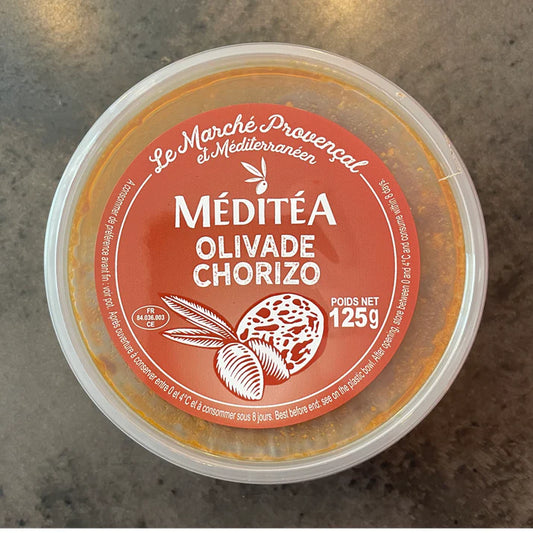 Le Marché Provençal
et Méditerranéen
MÉDITÉA
OLIVADE
CHORIZO
POIDS NET
125g
FR
84.036.003
CE
A consommer de préférence avant fin : voir pot. Après ouverture à conserver entre 0 et 4°C et à consommer sous 8 jours. Best before end: see on the plastic bowl. After opening, store between 0 and 4°C and consume within 8 days.